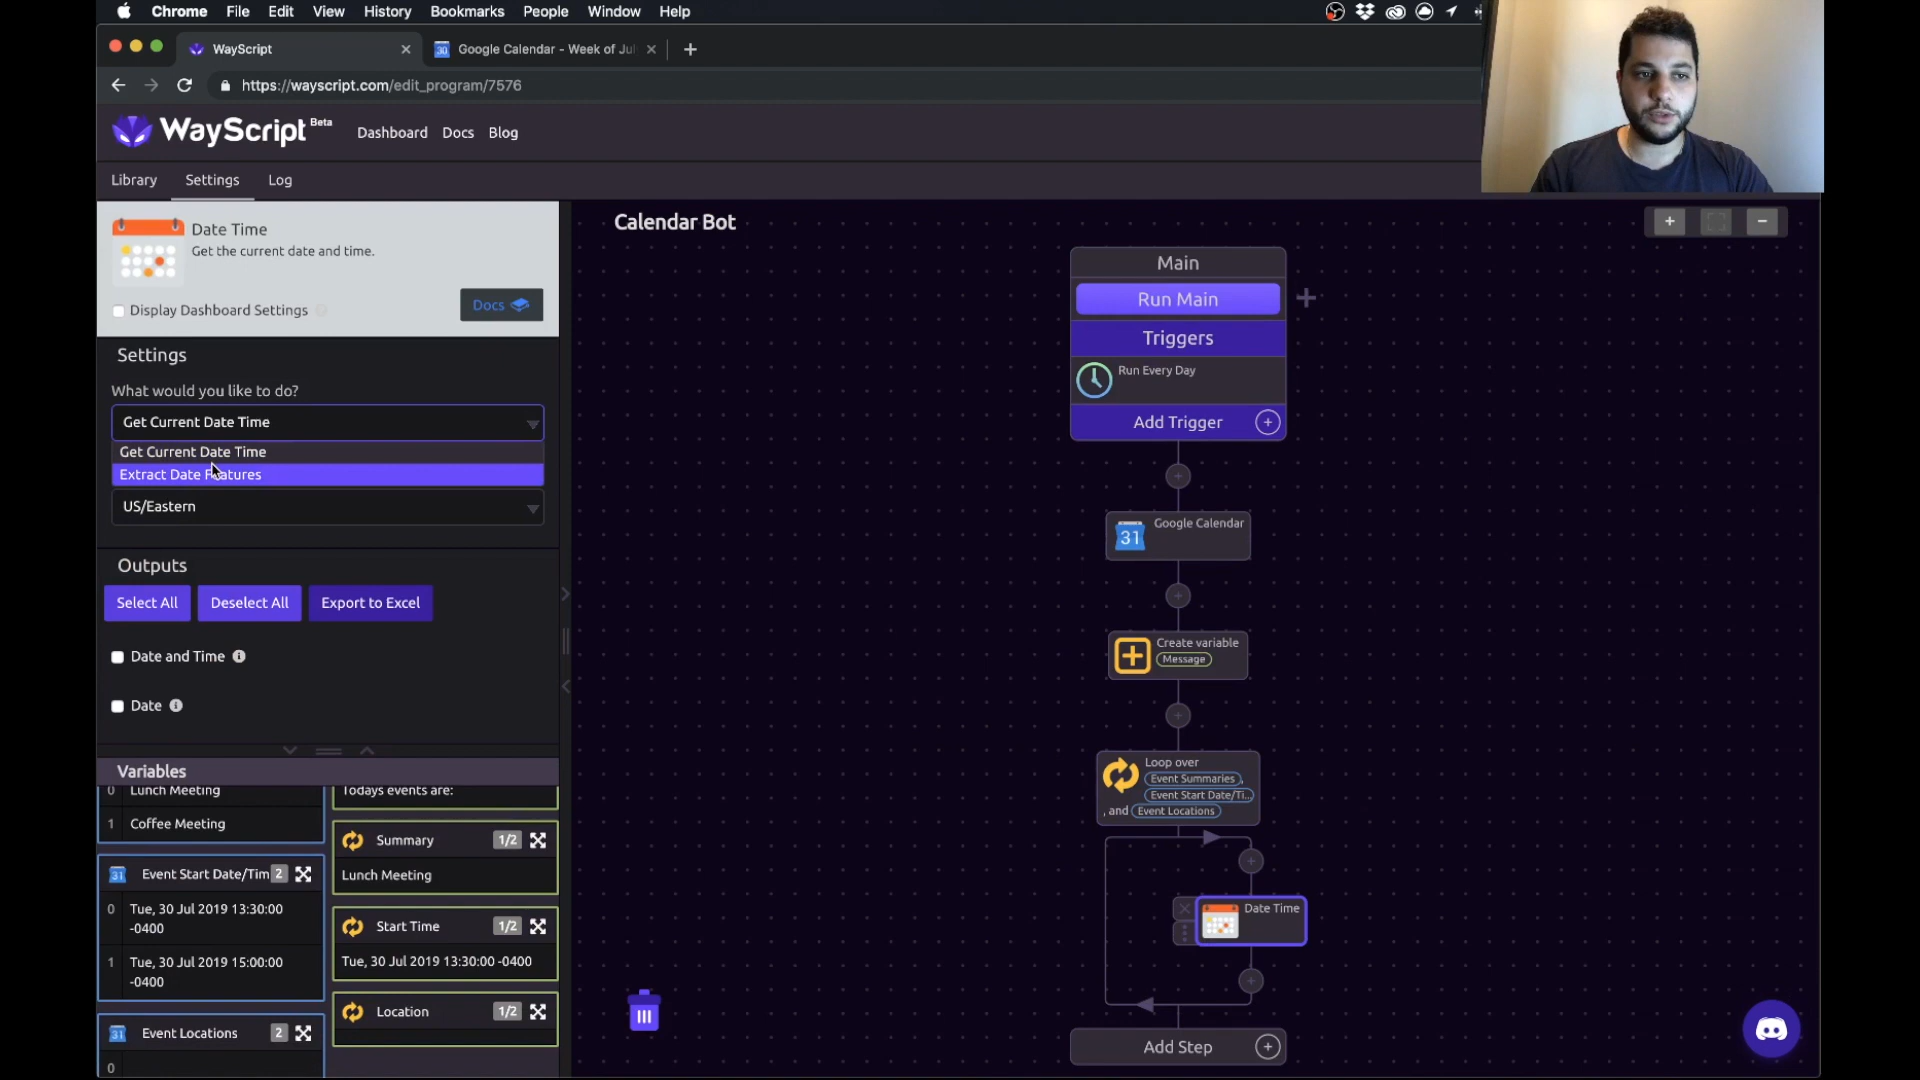 Chrome File Edit View History Bookmarks People Window Help
WayScript
Google Calendar - Week of Jul
https://wayscript.com/edit_program/7576
WayScript Beta
Dashboard Docs Blog
Library Settings Log
Date Time
Get the current date and time.
Display Dashboard Settings
Docs
Settings
What would you like to do?
Get Current Date Time
Get Current Date Time
Extract Date Features
US/Eastern
Outputs
Select All Deselect All Export to Excel
Date and Time
Date
Variables
0 Lunch Meeting
1 Coffee Meeting
31 Event Start Date/Tim 2
0 Tue, 30 Jul 2019 13:30:00
-0400
1 Tue, 30 Jul 2019 15:00:00
-0400
31 Event Locations 2
0
Todays events are:
Summary 1/2
Lunch Meeting
Start Time 1/2
Tue, 30 Jul 2019 13:30:00 -0400
Location 1/2
Calendar Bot
Main
Run Main
Triggers
Run Every Day
Add Trigger
31 Google Calendar
Create variable
Message
Loop over
Event Summaries,
Event Start Date/Ti...
, and Event Locations
Date Time
Add Step